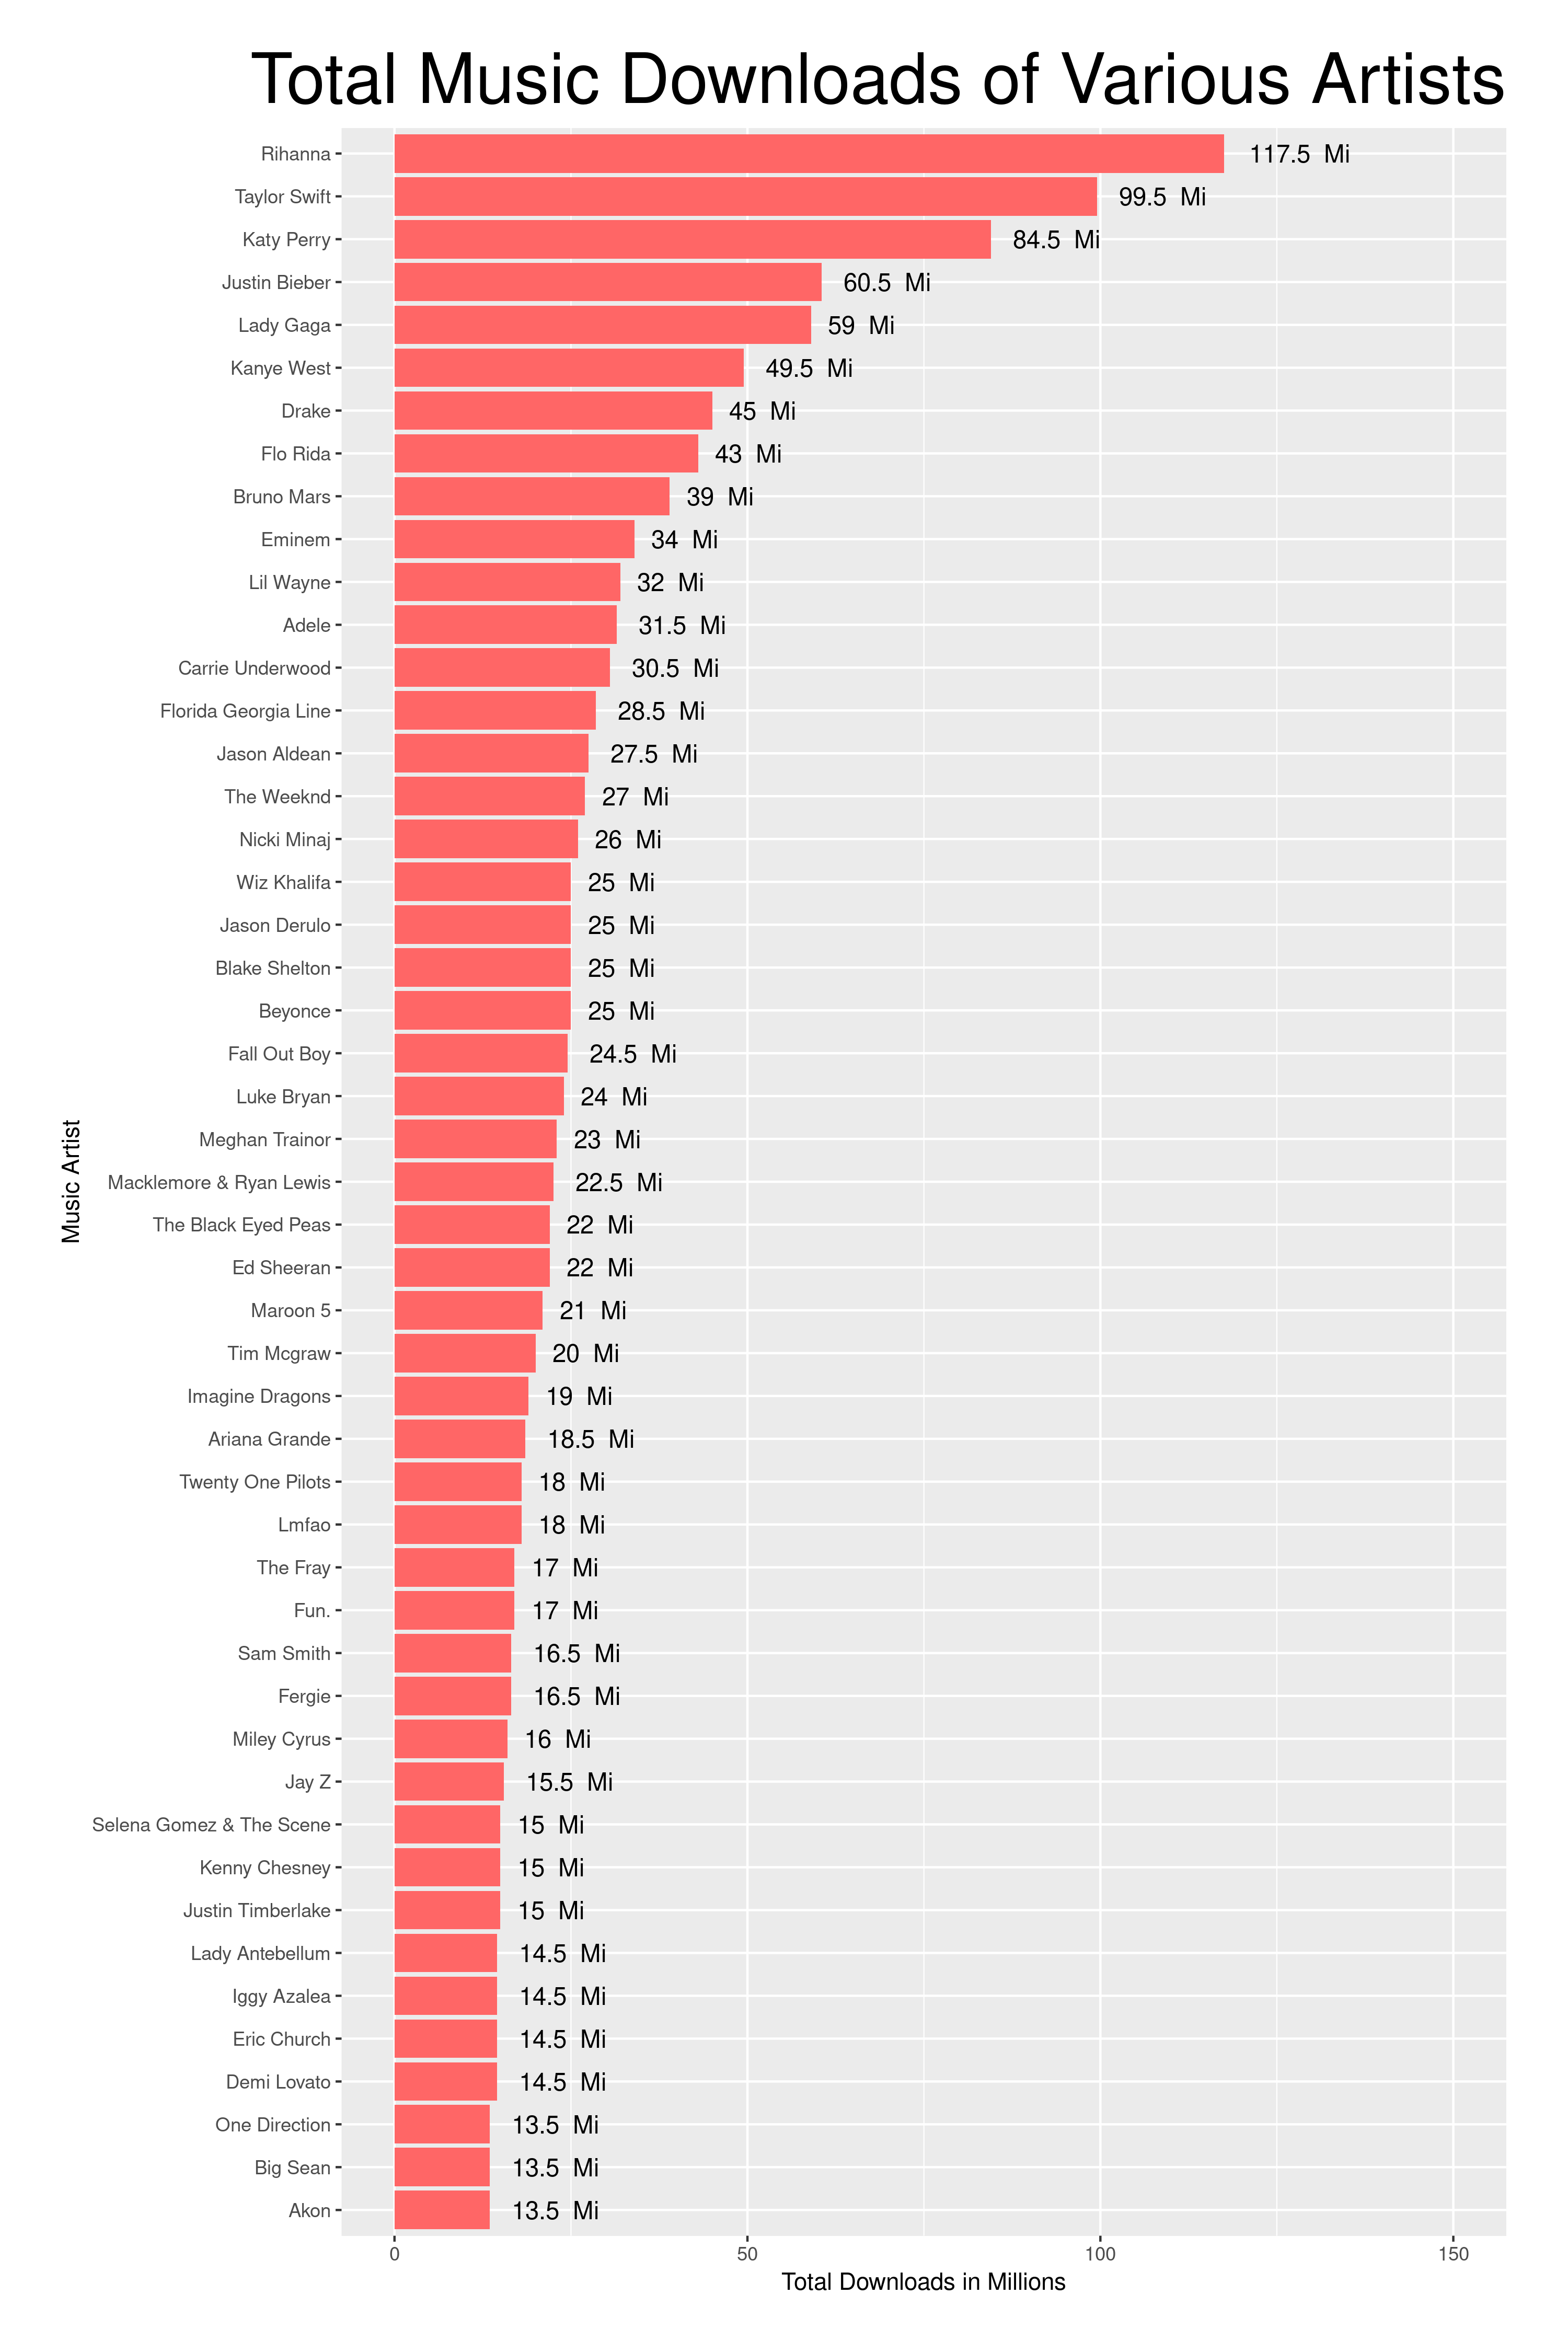 Total Music Downloads of Various Artists
Rihanna 117.5 Mi
Taylor Swift 99.5 Mi
Katy Perry 84.5 Mi
Justin Bieber 60.5 Mi
Lady Gaga 59 Mi
Kanye West 49.5 Mi
Drake 45 Mi
Flo Rida 43 Mi
Bruno Mars 39 Mi
Eminem 34 Mi
Lil Wayne 32 Mi
Adele 31.5 Mi
Carrie Underwood 30.5 Mi
Florida Georgia Line 28.5 Mi
Jason Aldean 27.5 Mi
The Weeknd 27 Mi
Nicki Minaj 26 Mi
Wiz Khalifa 25 Mi
Jason Derulo 25 Mi
Blake Shelton 25 Mi
Beyonce 25 Mi
Fall Out Boy 24.5 Mi
Luke Bryan 24 Mi
Meghan Trainor 23 Mi
Macklemore & Ryan Lewis 22.5 Mi
The Black Eyed Peas 22 Mi
Ed Sheeran 22 Mi
Maroon 5 21 Mi
Tim Mcgraw 20 Mi
Imagine Dragons 19 Mi
Ariana Grande 18.5 Mi
Twenty One Pilots 18 Mi
Lmfao 18 Mi
The Fray 17 Mi
Fun. 17 Mi
Sam Smith 16.5 Mi
Fergie 16.5 Mi
Miley Cyrus 16 Mi
Jay Z 15.5 Mi
Selena Gomez & The Scene 15 Mi
Kenny Chesney 15 Mi
Justin Timberlake 15 Mi
Lady Antebellum 14.5 Mi
Iggy Azalea 14.5 Mi
Eric Church 14.5 Mi
Demi Lovato 14.5 Mi
One Direction 13.5 Mi
Big Sean 13.5 Mi
Akon 13.5 Mi
Music Artist
0 50 100 150
Total Downloads in Millions